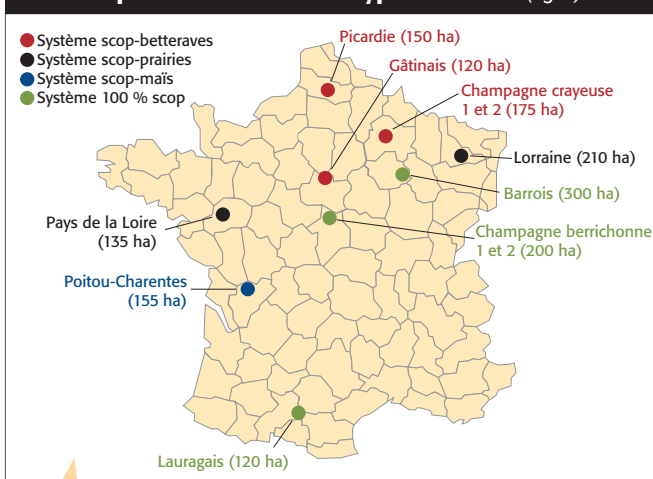 Système scop-betteraves
Système scop-prairies
Système scop-maïs
Système 100 % scop
Picardie (150 ha)
Gâtinais (120 ha)
Champagne crayeuse
1 et 2 (175 ha)
Lorraine (210 ha)
Barrois (300 ha)
Pays de la Loire
(135 ha)
Champagne berrichonne
1 et 2 (200 ha)
Poitou-Charentes
(155 ha)
Lauragais (120 ha)